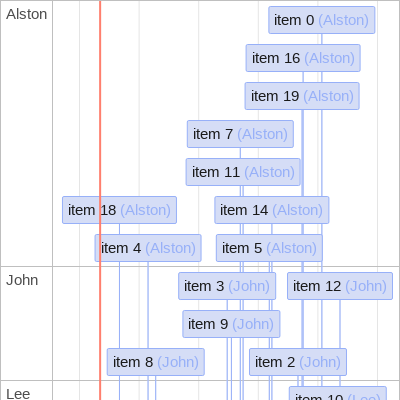 Alston
item 0 (Alston)
item 16 (Alston)
item 19 (Alston)
item 7 (Alston)
item 11 (Alston)
item 18 (Alston)
item 14 (Alston)
item 4 (Alston)
item 5 (Alston)
John
item 3 (John)
item 12 (John)
item 9 (John)
item 8 (John)
item 2 (John)
Lee
item 10 (Lee)